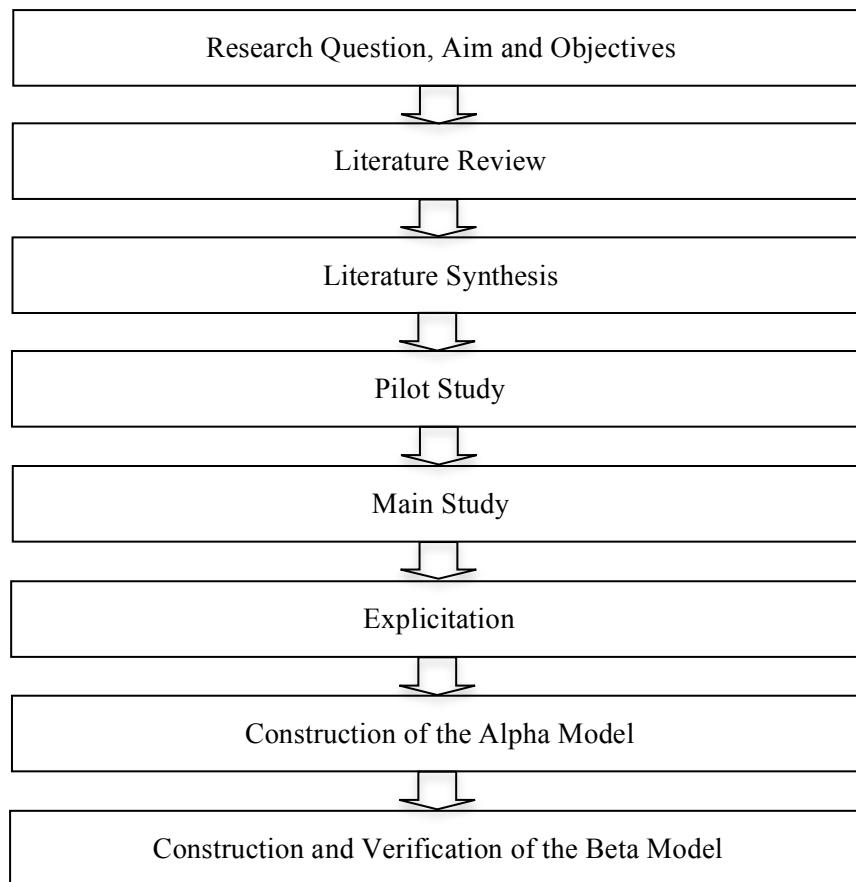 Research Question, Aim and Objectives
Literature Review
Literature Synthesis
Pilot Study
Main Study
Explicitation
Construction of the Alpha Model
Construction and Verification of the Beta Model